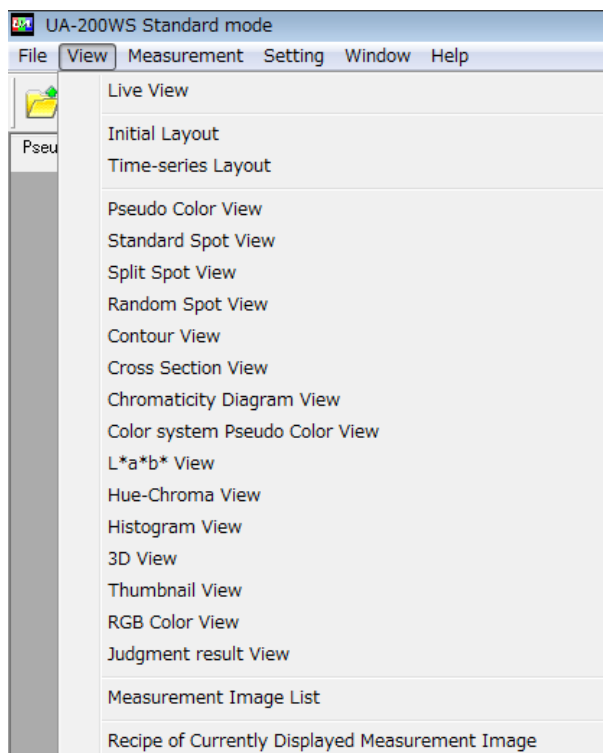 UA-200WS Standard mode
File View Measurement Setting Window Help
Live View
Initial Layout
Pseu
Time-series Layout
Pseudo Color View
Standard Spot View
Split Spot View
Random Spot View
Contour View
Cross Section View
Chromaticity Diagram View
Color system Pseudo Color View
L*a*b* View
Hue-Chroma View
Histogram View
3D View
Thumbnail View
RGB Color View
Judgment result View
Measurement Image List
Recipe of Currently Displayed Measurement Image